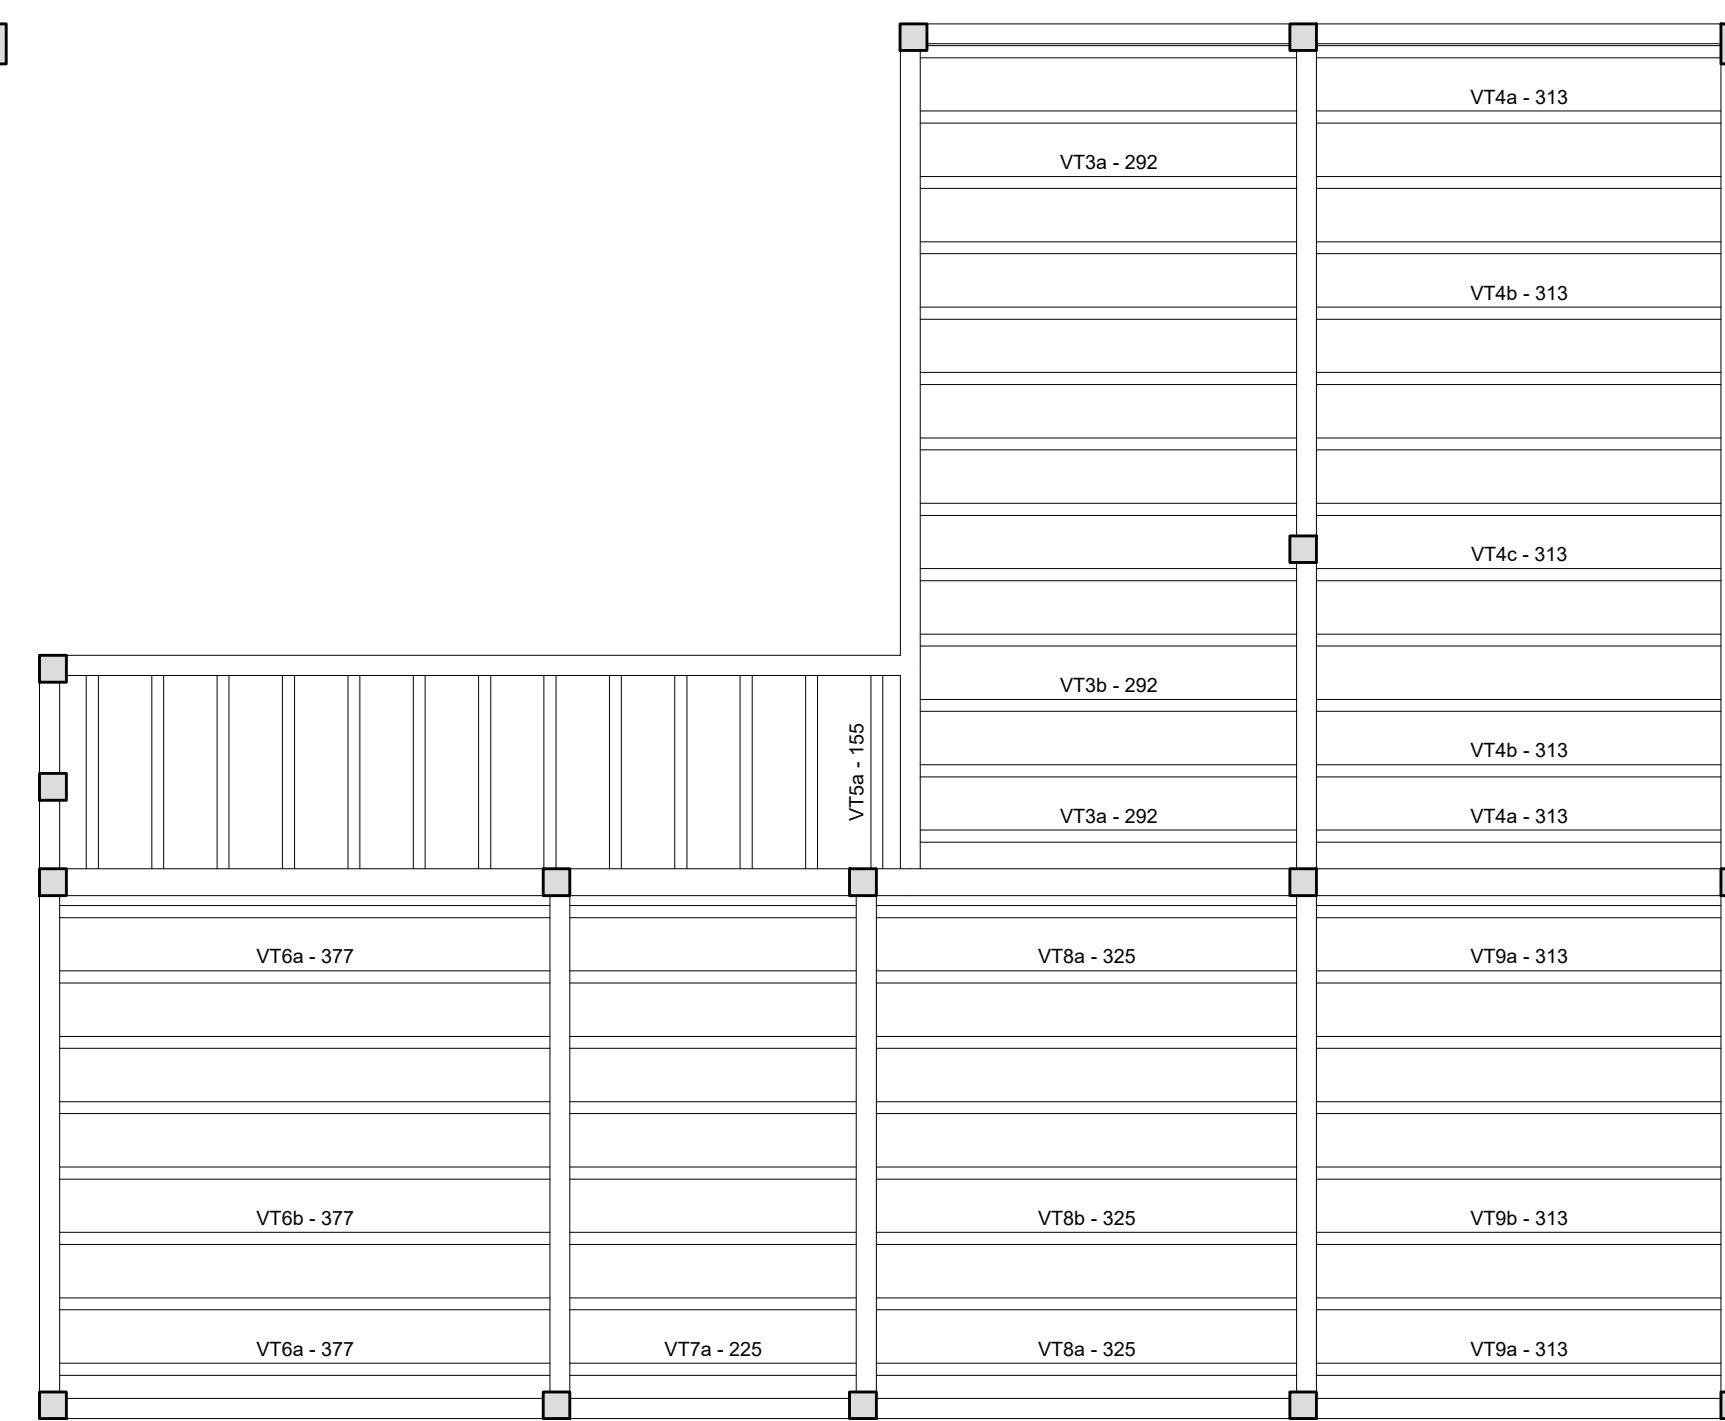 VT4a - 313
VT3a - 292
VT4b - 313
VT4c - 313
VT3b - 292
VT4b - 313
VT5a - 155
VT3a - 292
VT4a - 313
VT6a - 377
VT8a - 325
VT9a - 313
VT6b - 377
VT8b - 325
VT9b - 313
VT6a - 377
VT7a - 225
VT8a - 325
VT9a - 313